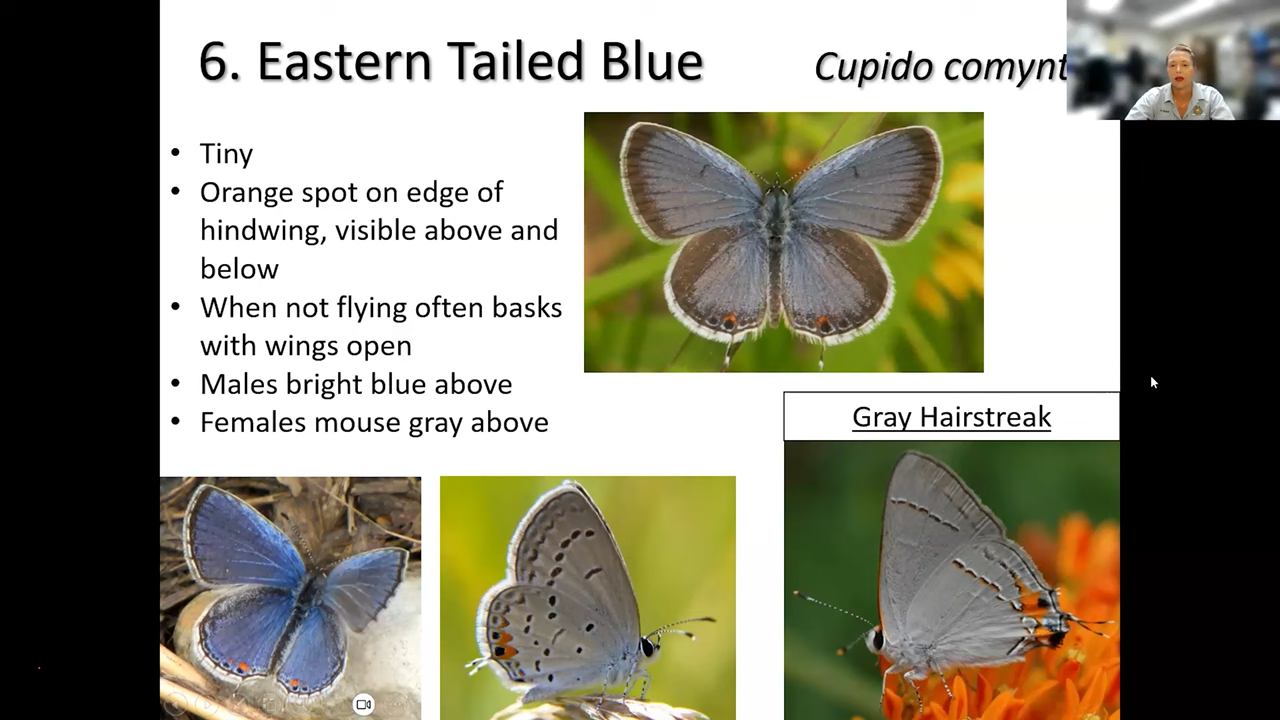 6. Eastern Tailed Blue
Cupido comynt
• Tiny
• Orange spot on edge of
hindwing, visible above and
below
• When not flying often basks
with wings open
• Males bright blue above
• Females mouse gray above
Gray Hairstreak